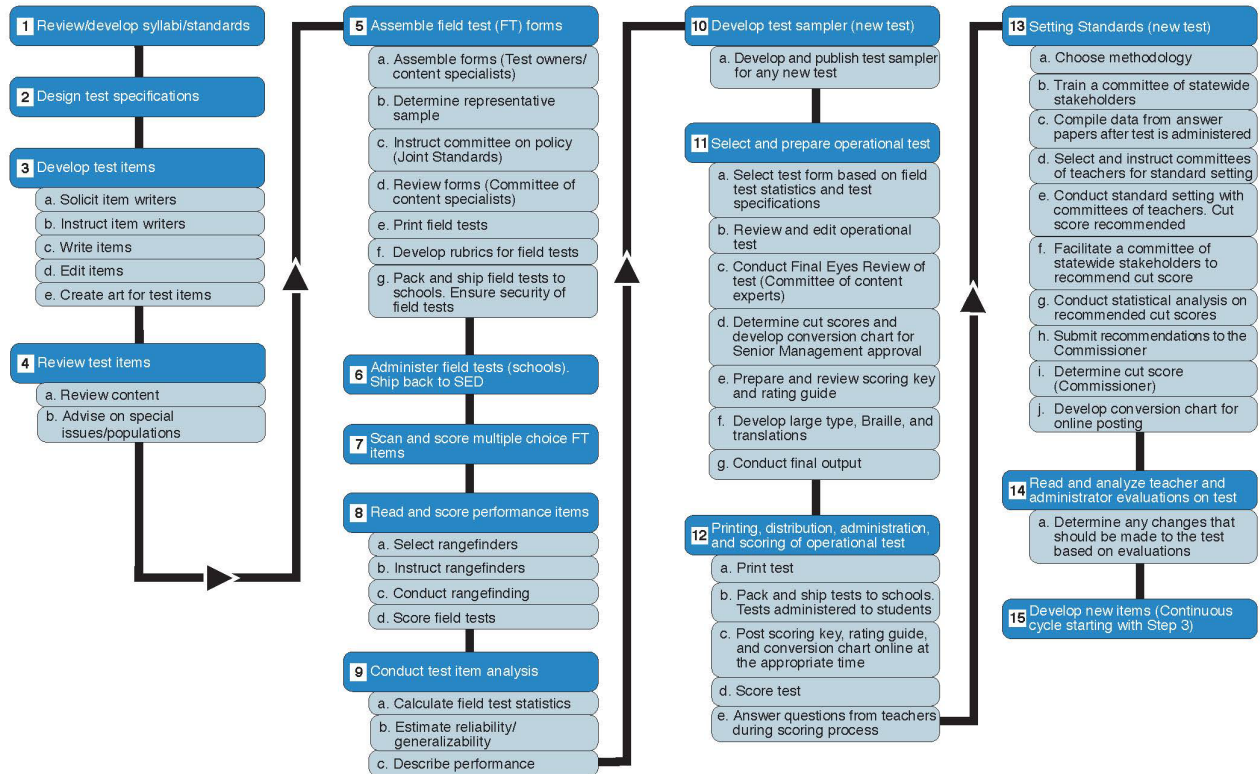 1 Review/develop syllabi/standards
2 Design test specifications
3 Develop test items
a. Solicit item writers
b. Instruct item writers
c. Write items
d. Edit items
e. Create art for test items
4 Review test items
a. Review content
b. Advise on special
issues/populations
5 Assemble field test (FT) forms
a. Assemble forms (Test owners/
content specialists)
b. Determine representative
sample
c. Instruct committee on policy
(Joint Standards)
d. Review forms (Committee of
content specialists)
e. Print field tests
f. Develop rubrics for field tests
g. Pack and ship field tests to
schools. Ensure security of
field tests
6 Administer field tests (schools).
Ship back to SED
7 Scan and score multiple choice FT
items
8 Read and score performance items
a. Select rangefinders
b. Instruct rangefinders
c. Conduct rangefinding
d. Score field tests
9 Conduct test item analysis
a. Calculate field test statistics
b. Estimate reliability/
generalizability
c. Describe performance
10 Develop test sampler (new test)
a. Develop and publish test sampler
for any new test
11 Select and prepare operational test
a. Select test form based on field
test statistics and test
specifications
b. Review and edit operational
test
c. Conduct Final Eyes Review of
test (Committee of content
experts)
d. Determine cut scores and
develop conversion chart for
Senior Management approval
e. Prepare and review scoring key
and rating guide
f. Develop large type, Braille, and
translations
g. Conduct final output
12 Printing, distribution, administration,
and scoring of operational test
a. Print test
b. Pack and ship tests to schools.
Tests administered to students
c. Post scoring key, rating guide,
and conversion chart online at
the appropriate time
d. Score test
e. Answer questions from teachers
during scoring process
13 Setting Standards (new test)
a. Choose methodology
b. Train a committee of statewide
stakeholders
c. Compile data from answer
papers after test is administered
d. Select and instruct committees
of teachers for standard setting
e. Conduct standard setting with
committees of teachers. Cut
score recommended
f. Facilitate a committee of
statewide stakeholders to
recommend cut score
g. Conduct statistical analysis on
recommended cut scores
h. Submit recommendations to the
Commissioner
i. Determine cut score
(Commissioner)
j. Develop conversion chart for
online posting
14 Read and analyze teacher and
administrator evaluations on test
a. Determine any changes that
should be made to the test
based on evaluations
15 Develop new items (Continuous
cycle starting with Step 3)